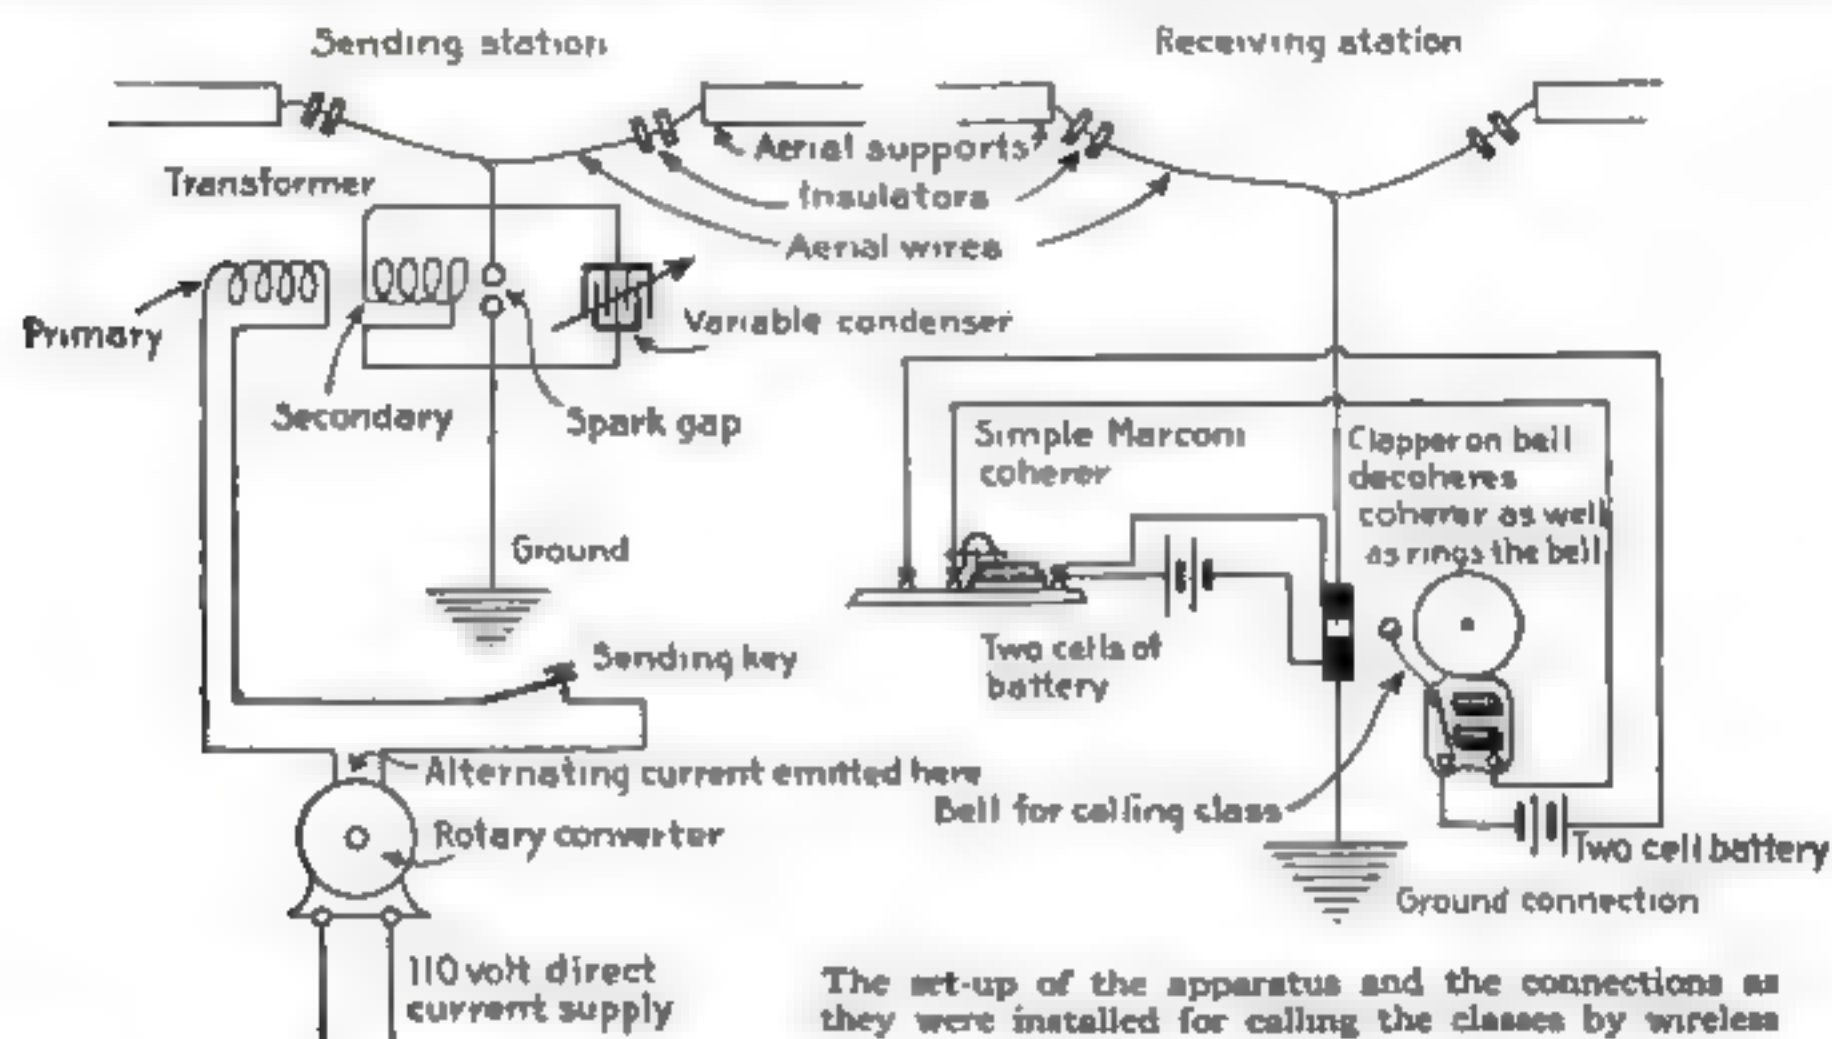 Sending station
Receiving station
Aerial supports
Insulators
Aerial wires
Transformer
Primary
Secondary
Spark gap
Variable condenser
Ground
Sending key
Alternating current emitted here
Rotary converter
110 volt direct
current supply
Simple Marconi
coherer
Clapper on bell
decoheres
coherer as well
as rings the bell
Two cells of
battery
Bell for calling class
Two cell battery
Ground connection
The set-up of the apparatus and the connections as
they were installed for calling the classes by wireless